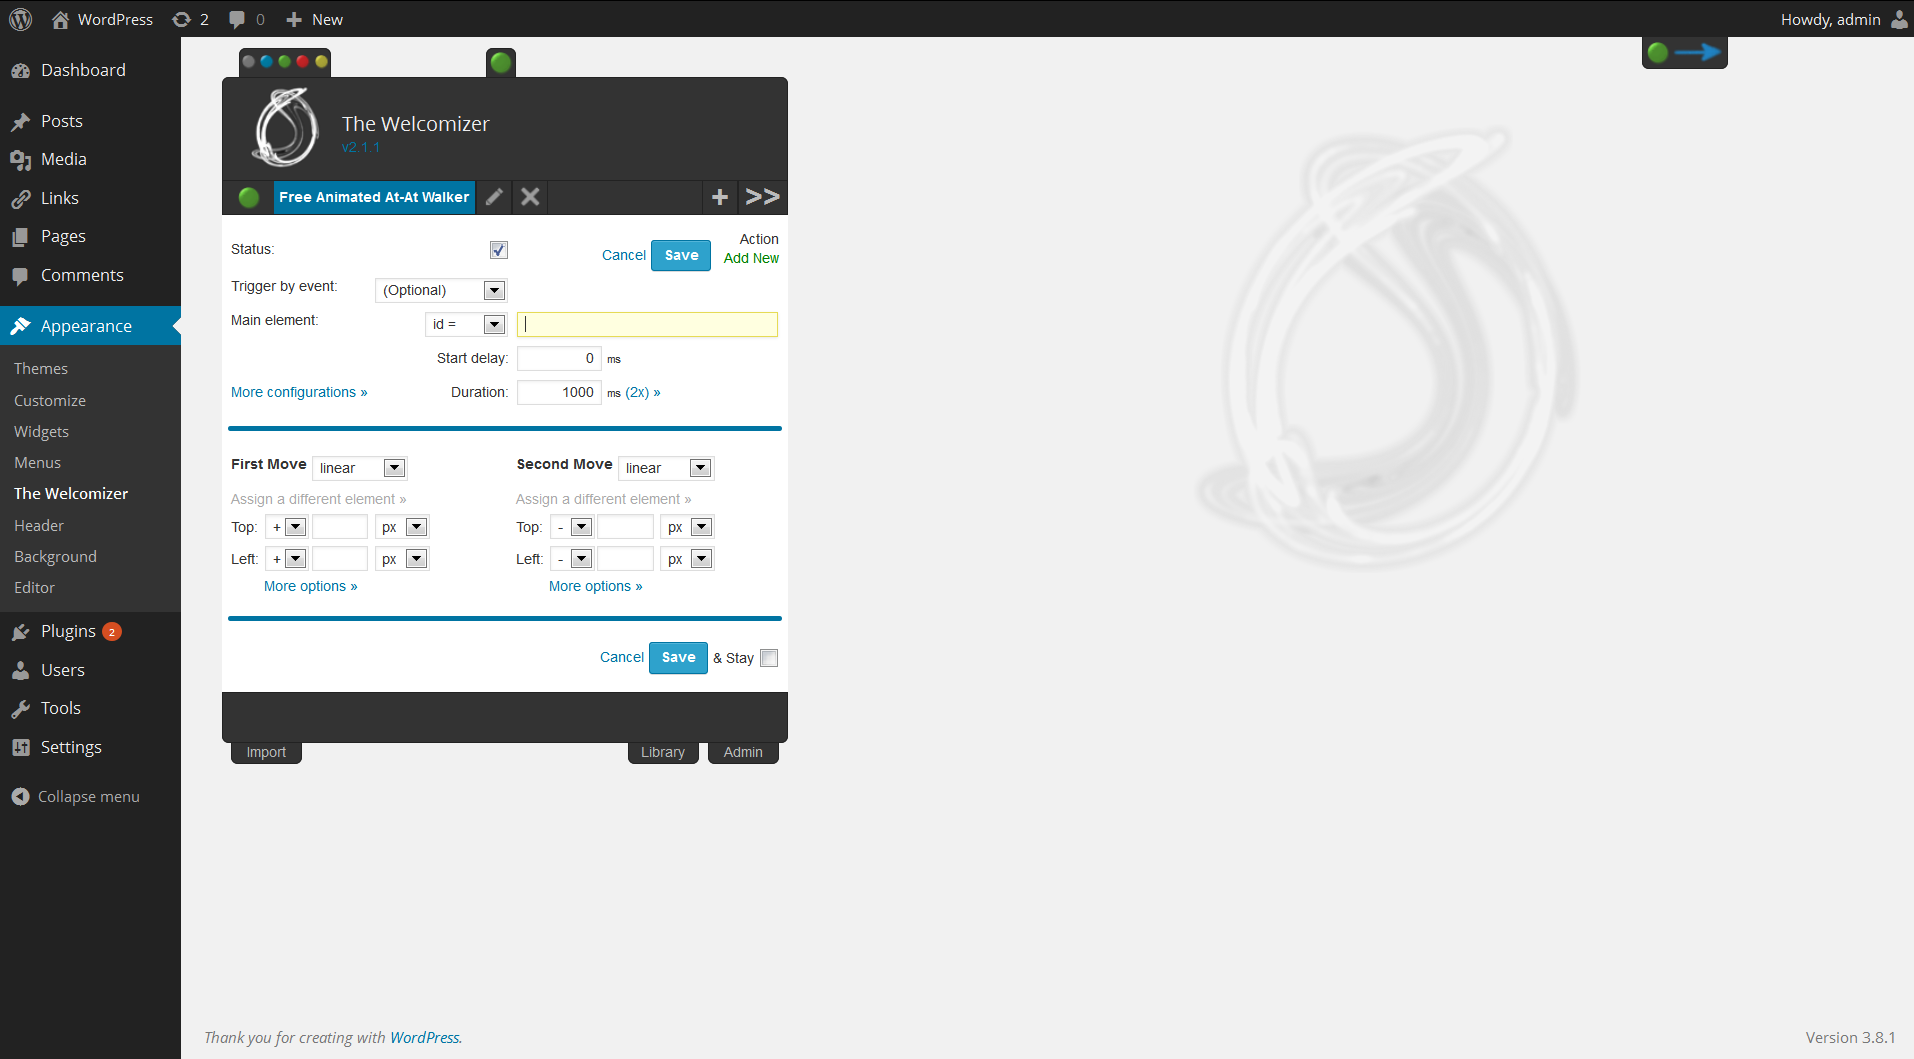 WordPress 2 0 New Howdy, admin
Dashboard
Posts
Media
Links
Pages
Comments
Appearance
Themes
Customize
Widgets
Menus
The Welcomizer
Header
Background
Editor
Plugins 2
Users
Tools
Settings
Collapse menu
The Welcomizer
v2.1.1
Free Animated At-At Walker + >>
Status: Cancel Save Action
Add New
Trigger by event: (Optional)
Main element: id =
Start delay: 0 ms
More configurations » Duration: 1000 ms (2x) »
First Move linear Second Move linear
Assign a different element » Assign a different element »
Top: + px Top: - px
Left: + px Left: - px
More options » More options »
Cancel Save & Stay
Import Library Admin
Thank you for creating with WordPress. Version 3.8.1